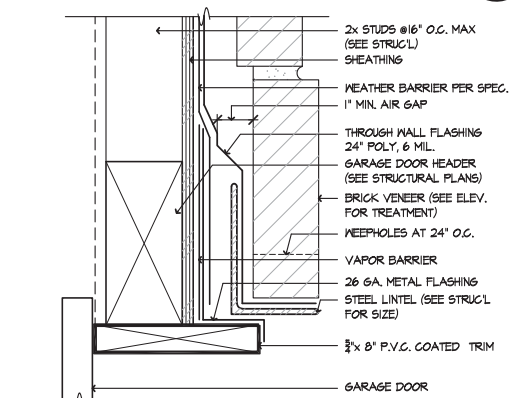 2x STUDS @16" O.C. MAX
(SEE STRUC'L)
SHEATHING
WEATHER BARRIER PER SPEC.
1" MIN. AIR GAP
THROUGH WALL FLASHING
24" POLY, 6 MIL.
GARAGE DOOR HEADER
(SEE STRUCTURAL PLANS)
BRICK VENEER (SEE ELEV.
FOR TREATMENT)
WEEPHOLES AT 24" O.C.
VAPOR BARRIER
26 GA. METAL FLASHING
STEEL LINTEL (SEE STRUC'L
FOR SIZE)
5/4"x 8" P.V.C. COATED TRIM
GARAGE DOOR